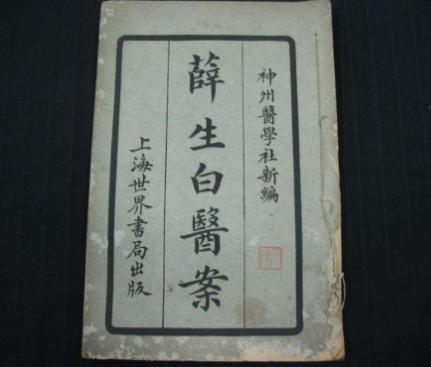 神州醫學社新編
薛生白醫案
上海世界書局出版